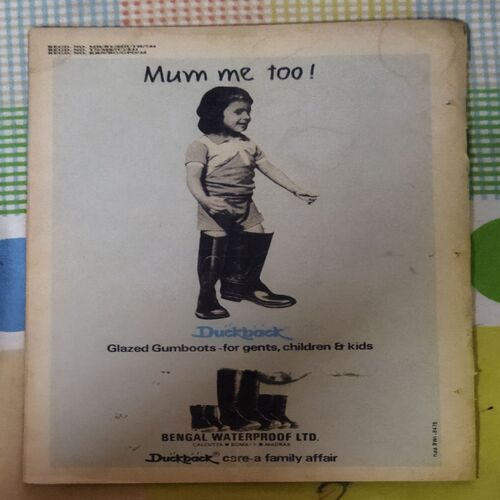 Mum me too!
Duckback
Glazed Gumboots-for gents, children & kids
BENGAL WATERPROOF LTD.
CALCUTTA • BOMBAY • MADRAS
Duckback care-a family affair